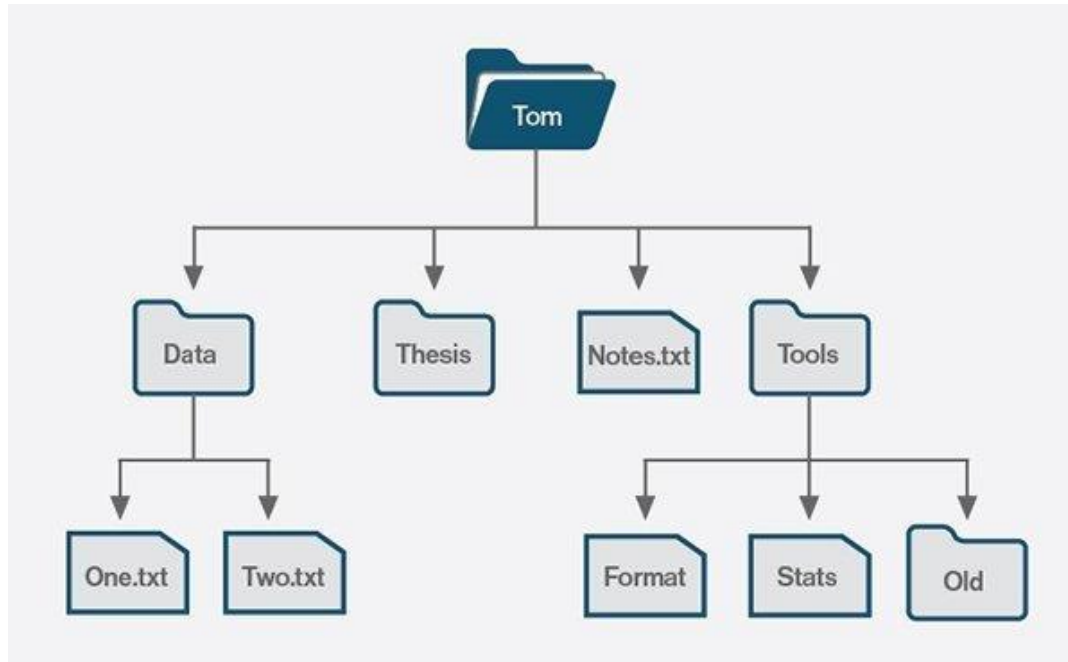 Tom
Data
Thesis
Notes.txt
Tools
One.txt
Two.txt
Format
Stats
Old